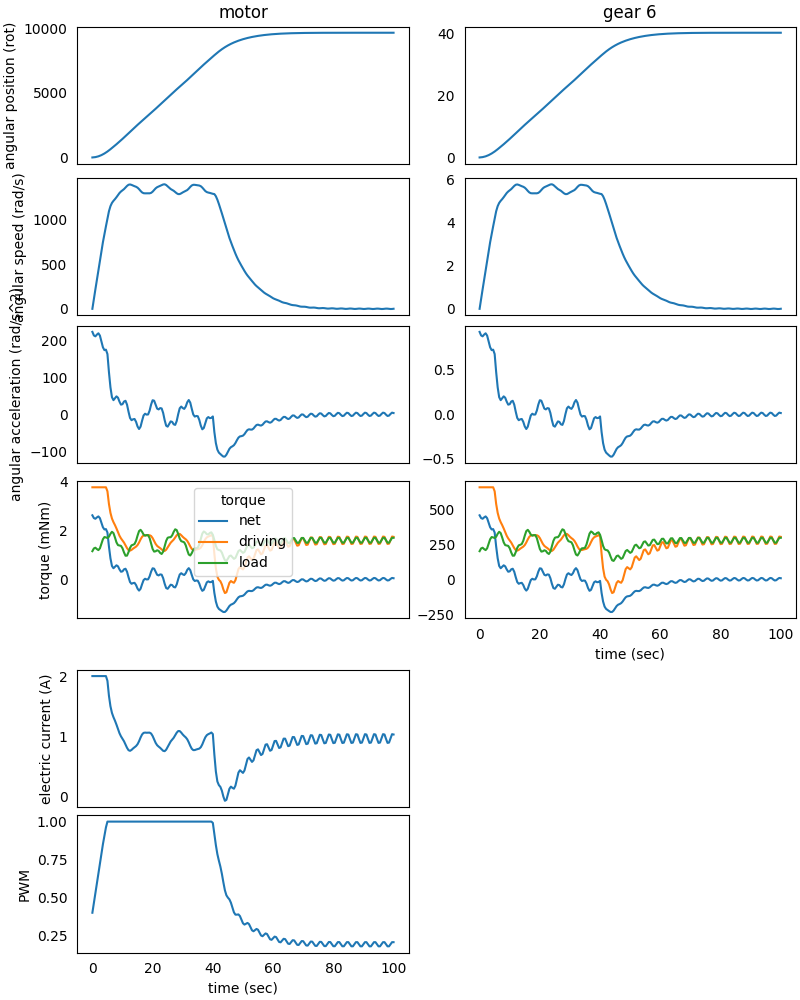 motor
gear 6
angular position (rot)
10000
5000
0
40
20
0
angular speed (rad/s)
1000
500
0
6
4
2
0
angular acceleration (rad/s^2)
200
100
0
−100
0.5
0.0
−0.5
torque (mNm)
4
2
0
torque
net
driving
load
500
250
0
−250
0 20 40 60 80 100
time (sec)
electric current (A)
2
1
0
PWM
1.00
0.75
0.50
0.25
0 20 40 60 80 100
time (sec)